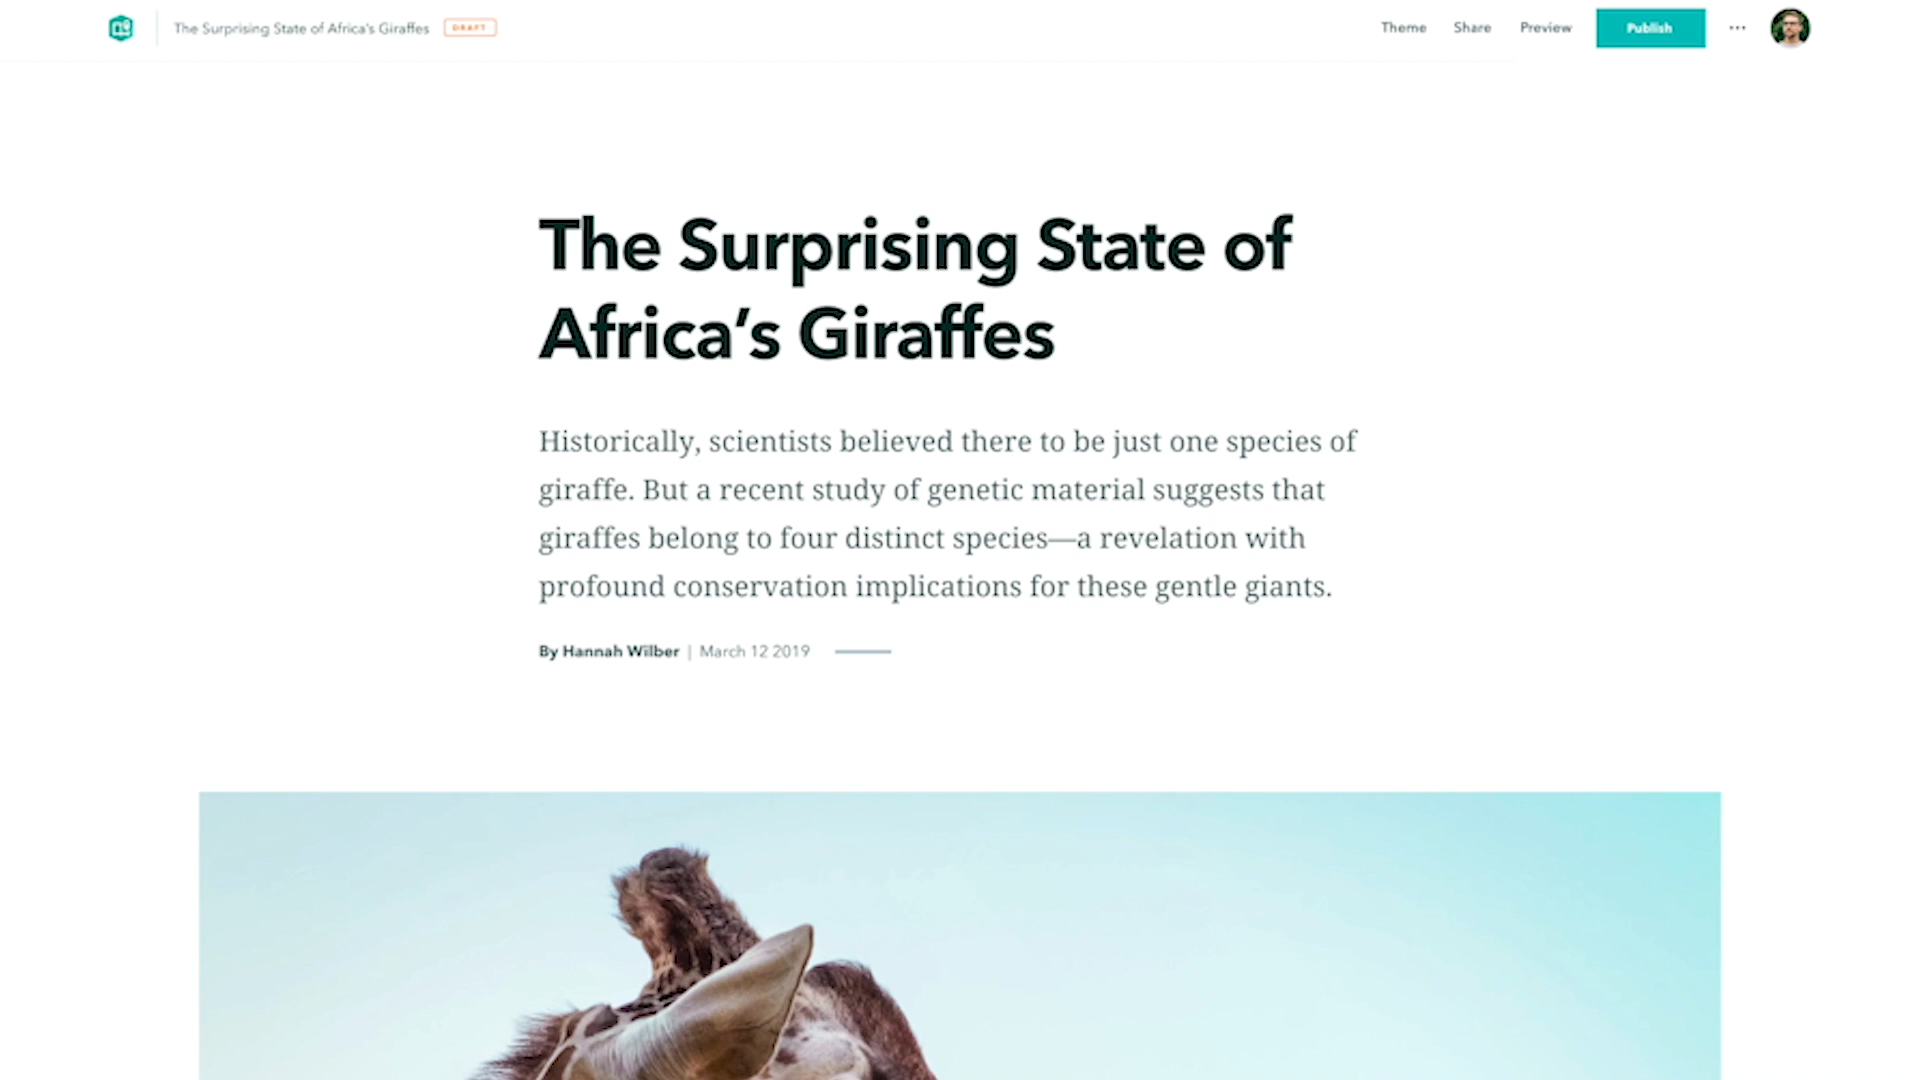 The Surprising State of Africa's Giraffes DRAFT Theme Share Preview Publish
The Surprising State of
Africa’s Giraffes
Historically, scientists believed there to be just one species of
giraffe. But a recent study of genetic material suggests that
giraffes belong to four distinct species—a revelation with
profound conservation implications for these gentle giants.
By Hannah Wilber | March 12 2019